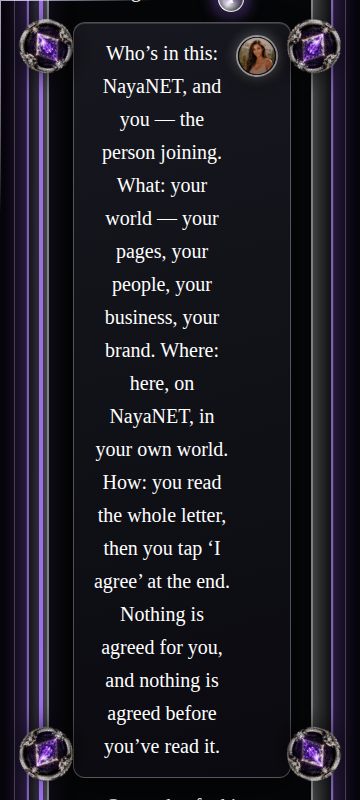 Who’s in this:
NayaNET, and
you — the
person joining.
What: your
world — your
pages, your
people, your
business, your
brand. Where:
here, on
NayaNET, in
your own world.
How: you read
the whole letter,
then you tap ‘I
agree’ at the end.
Nothing is
agreed for you,
and nothing is
agreed before
you’ve read it.